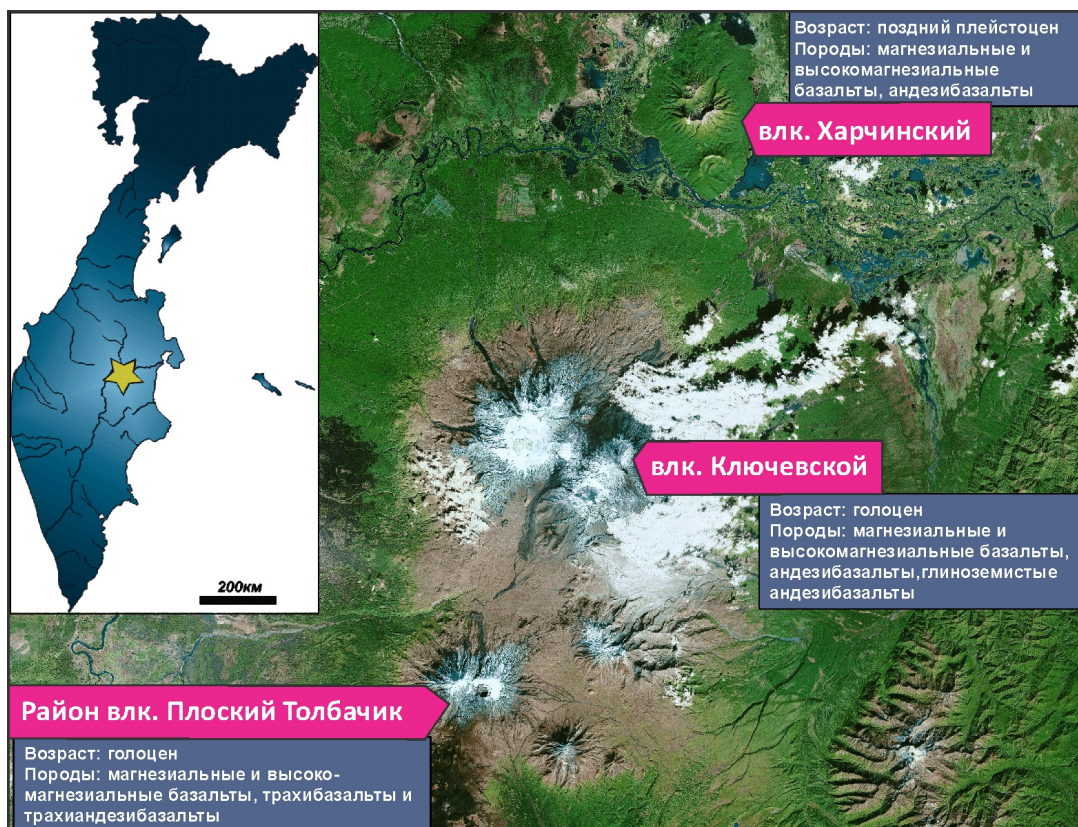 Возраст: поздний плейстоцен
Породы: магнезиальные и
высокомагнезиальные
базальты, андезибазальты
влк. Харчинский
влк. Ключевской
Возраст: голоцен
Породы: магнезиальные и
высокомагнезиальные базальты,
андезибазальты,глиноземистые
андезибазальты
200км
Район влк. Плоский Толбачик
Возраст: голоцен
Породы: магнезиальные и высоко-
магнезиальные базальты, трахибазальты и
трахиандезибазальты